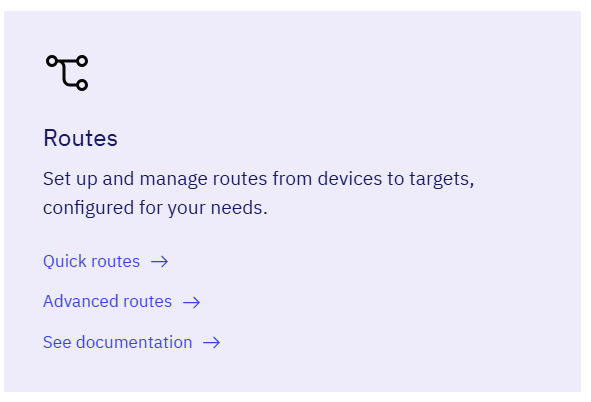 Routes
Set up and manage routes from devices to targets,
configured for your needs.
Quick routes →
Advanced routes →
See documentation →